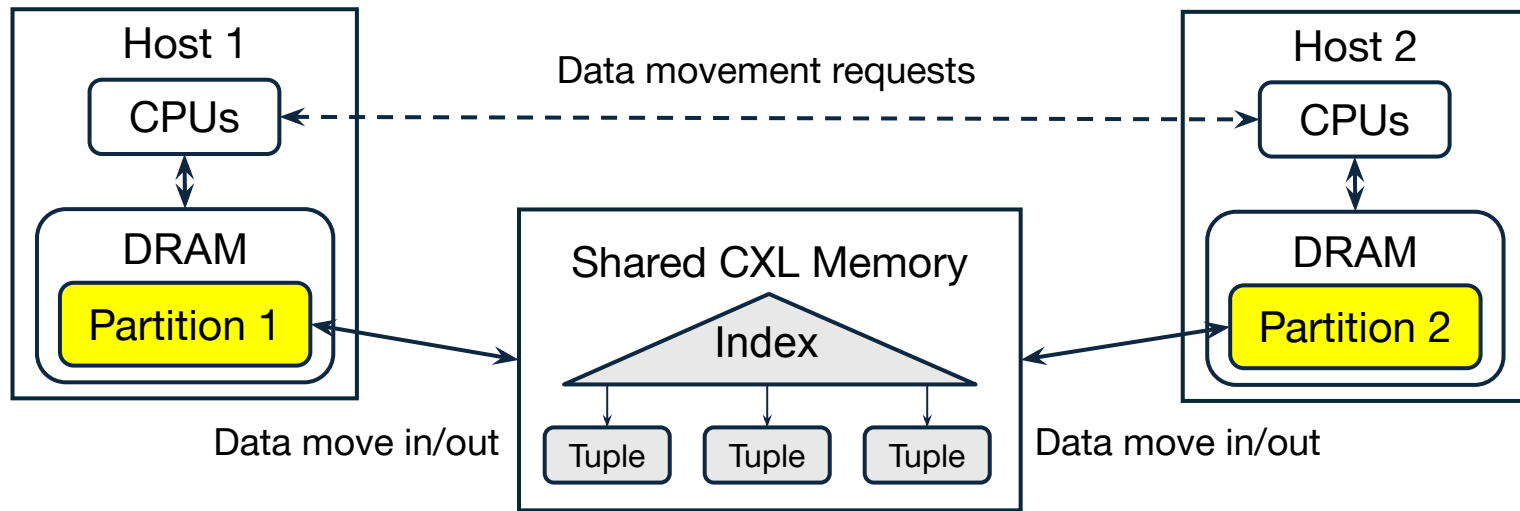 Host 1
CPUs
DRAM
Partition 1
Data movement requests
Host 2
CPUs
DRAM
Partition 2
Shared CXL Memory
Index
Tuple
Tuple
Tuple
Data move in/out
Data move in/out